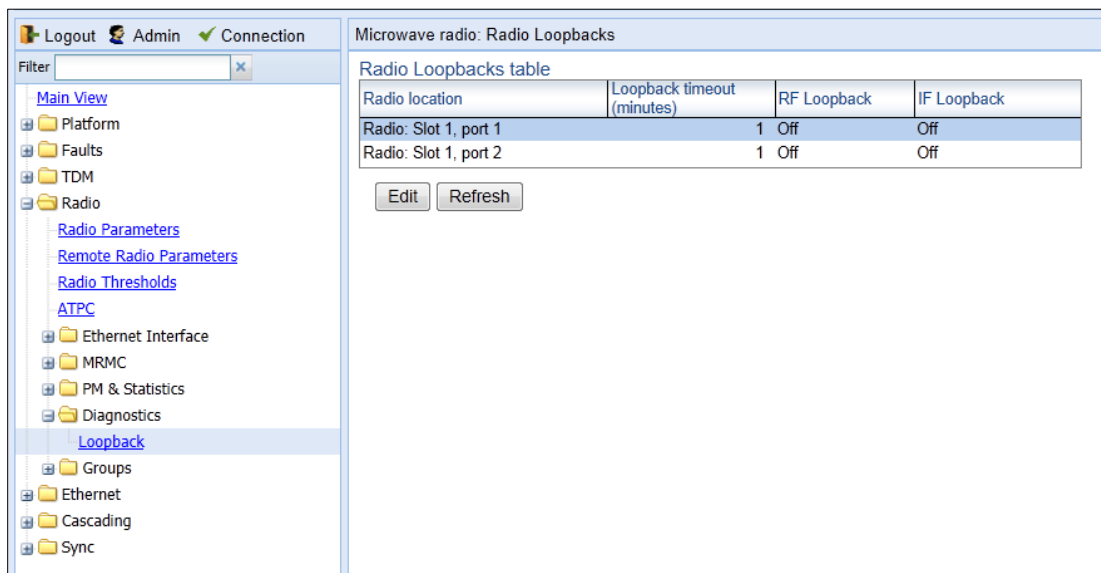 Logout Admin Connection
Filter
Main View
Platform
Faults
TDM
Radio
Radio Parameters
Remote Radio Parameters
Radio Thresholds
ATPC
Ethernet Interface
MRMC
PM & Statistics
Diagnostics
Loopback
Groups
Ethernet
Cascading
Sync
Microwave radio: Radio Loopbacks
Radio Loopbacks table
Radio location Loopback timeout (minutes) RF Loopback IF Loopback
Radio: Slot 1, port 1 1 Off Off
Radio: Slot 1, port 2 1 Off Off
Edit Refresh